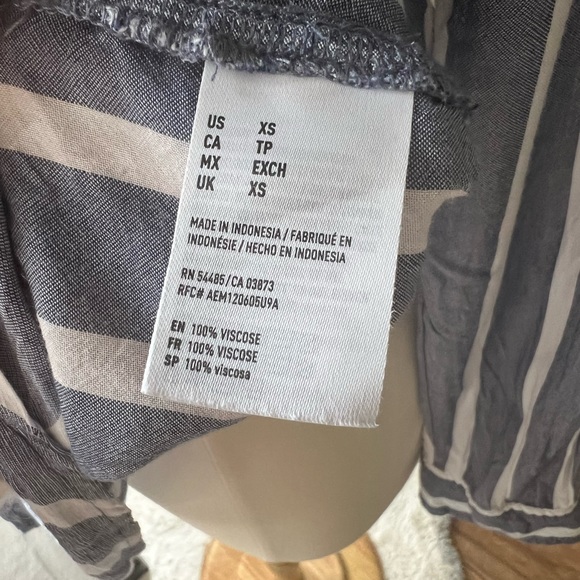 US XS
CA TP
MX EXCH
UK XS
MADE IN INDONESIA / FABRIQUÉ EN
INDONÉSIE / HECHO EN INDONESIA
RN 54485/CA 03873
RFC# AEM120605U9A
EN 100% VISCOSE
FR 100% VISCOSE
SP 100% viscosa